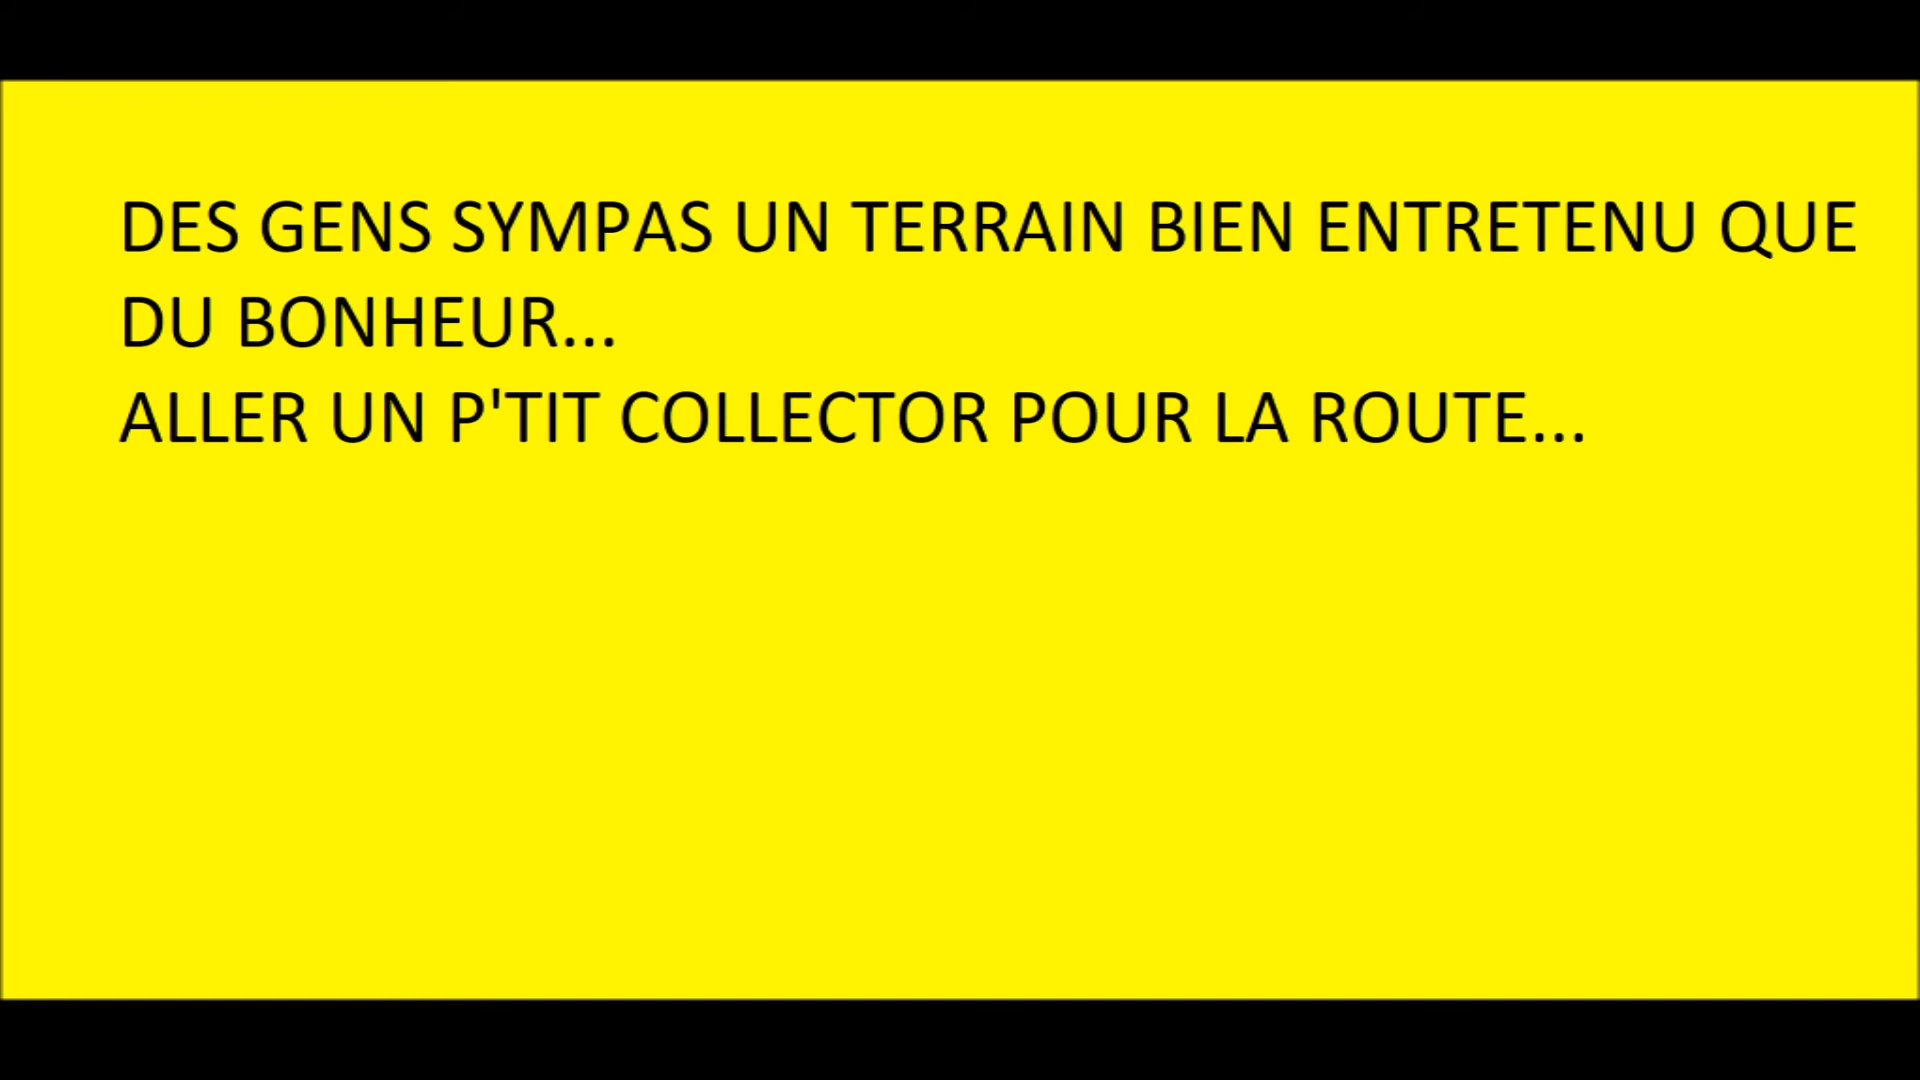 DES GENS SYMPAS UN TERRAIN BIEN ENTRETENU QUE
DU BONHEUR...
ALLER UN P'TIT COLLECTOR POUR LA ROUTE...